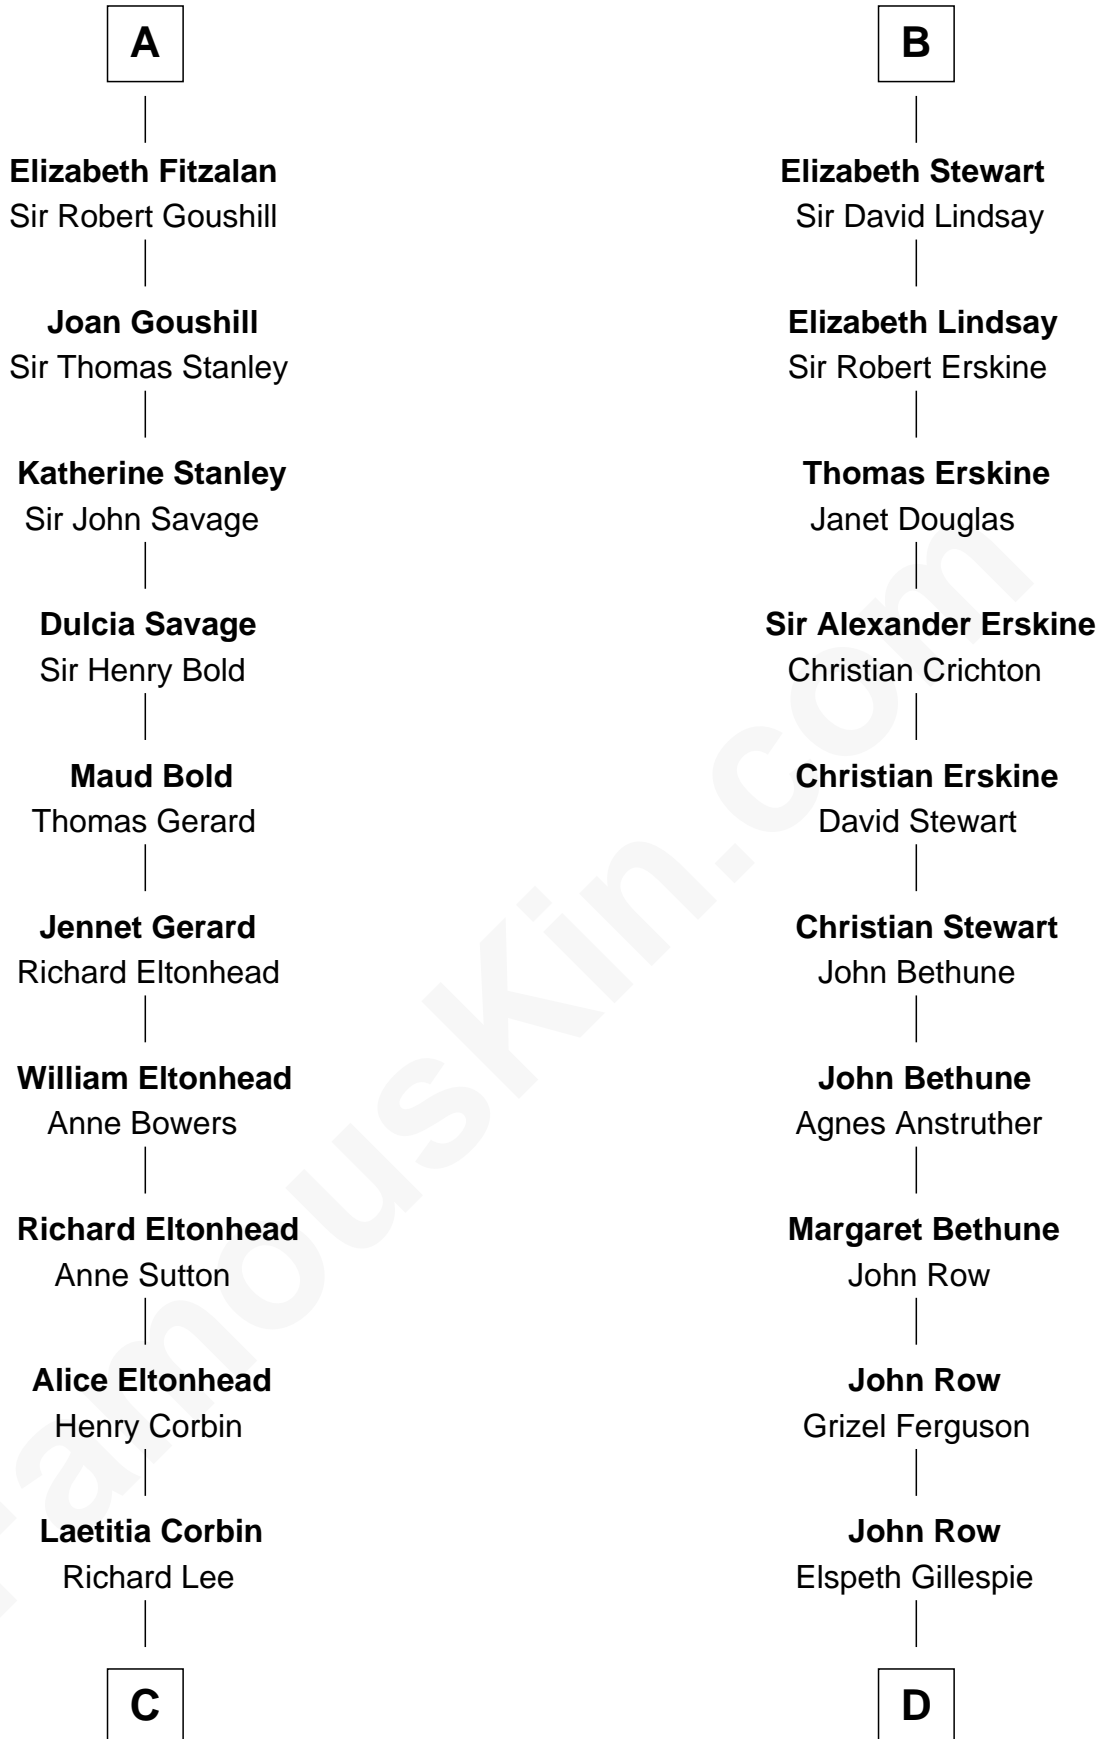 A
Elizabeth Fitzalan
Sir Robert Goushill
Joan Goushill
Sir Thomas Stanley
Katherine Stanley
Sir John Savage
Dulcia Savage
Sir Henry Bold
Maud Bold
Thomas Gerard
Jennet Gerard
Richard Eltonhead
William Eltonhead
Anne Bowers
Richard Eltonhead
Anne Sutton
Alice Eltonhead
Henry Corbin
Laetitia Corbin
Richard Lee
C
B
Elizabeth Stewart
Sir David Lindsay
Elizabeth Lindsay
Sir Robert Erskine
Thomas Erskine
Janet Douglas
Sir Alexander Erskine
Christian Crichton
Christian Erskine
David Stewart
Christian Stewart
John Bethune
John Bethune
Agnes Anstruther
Margaret Bethune
John Row
John Row
Grizel Ferguson
John Row
Elspeth Gillespie
D
FamousKin.com